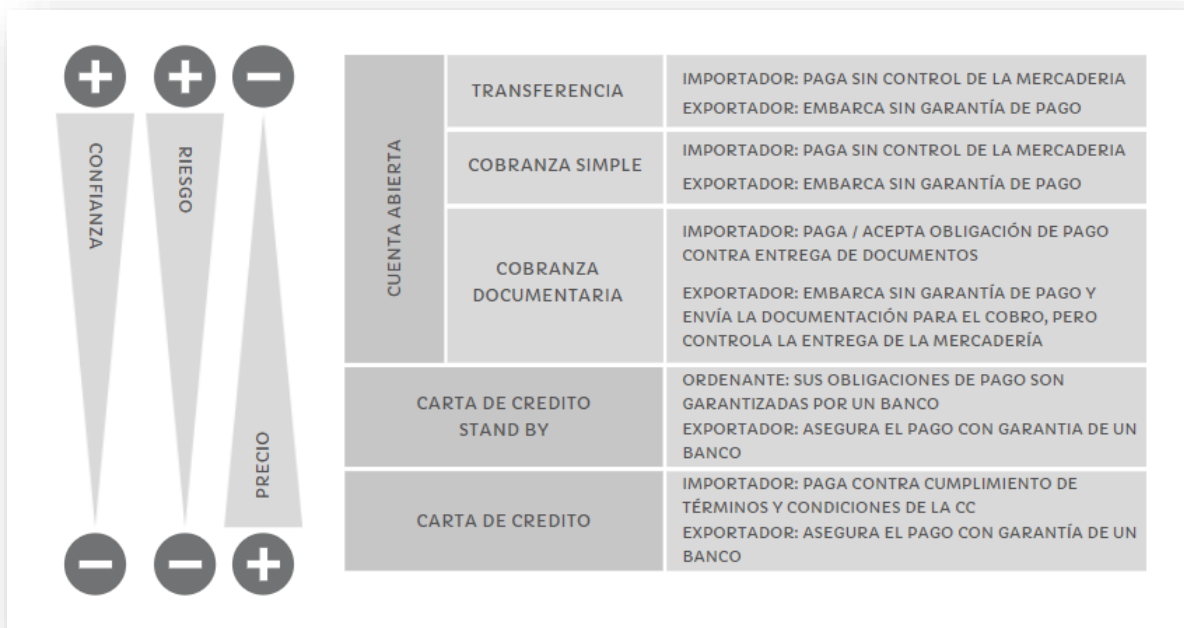 CONFIANZA
RIESGO
PRECIO
CUENTA ABIERTA
TRANSFERENCIA
IMPORTADOR: PAGA SIN CONTROL DE LA MERCADERIA
EXPORTADOR: EMBARCA SIN GARANTÍA DE PAGO
COBRANZA SIMPLE
IMPORTADOR: PAGA SIN CONTROL DE LA MERCADERIA
EXPORTADOR: EMBARCA SIN GARANTÍA DE PAGO
COBRANZA
DOCUMENTARIA
IMPORTADOR: PAGA / ACEPTA OBLIGACIÓN DE PAGO
CONTRA ENTREGA DE DOCUMENTOS
EXPORTADOR: EMBARCA SIN GARANTÍA DE PAGO Y
ENVÍA LA DOCUMENTACIÓN PARA EL COBRO, PERO
CONTROLA LA ENTREGA DE LA MERCADERÍA
CARTA DE CREDITO
STAND BY
ORDENANTE: SUS OBLIGACIONES DE PAGO SON
GARANTIZADAS POR UN BANCO
EXPORTADOR: ASEGURA EL PAGO CON GARANTIA DE UN
BANCO
CARTA DE CREDITO
IMPORTADOR: PAGA CONTRA CUMPLIMIENTO DE
TÉRMINOS Y CONDICIONES DE LA CC
EXPORTADOR: ASEGURA EL PAGO CON GARANTÍA DE UN
BANCO